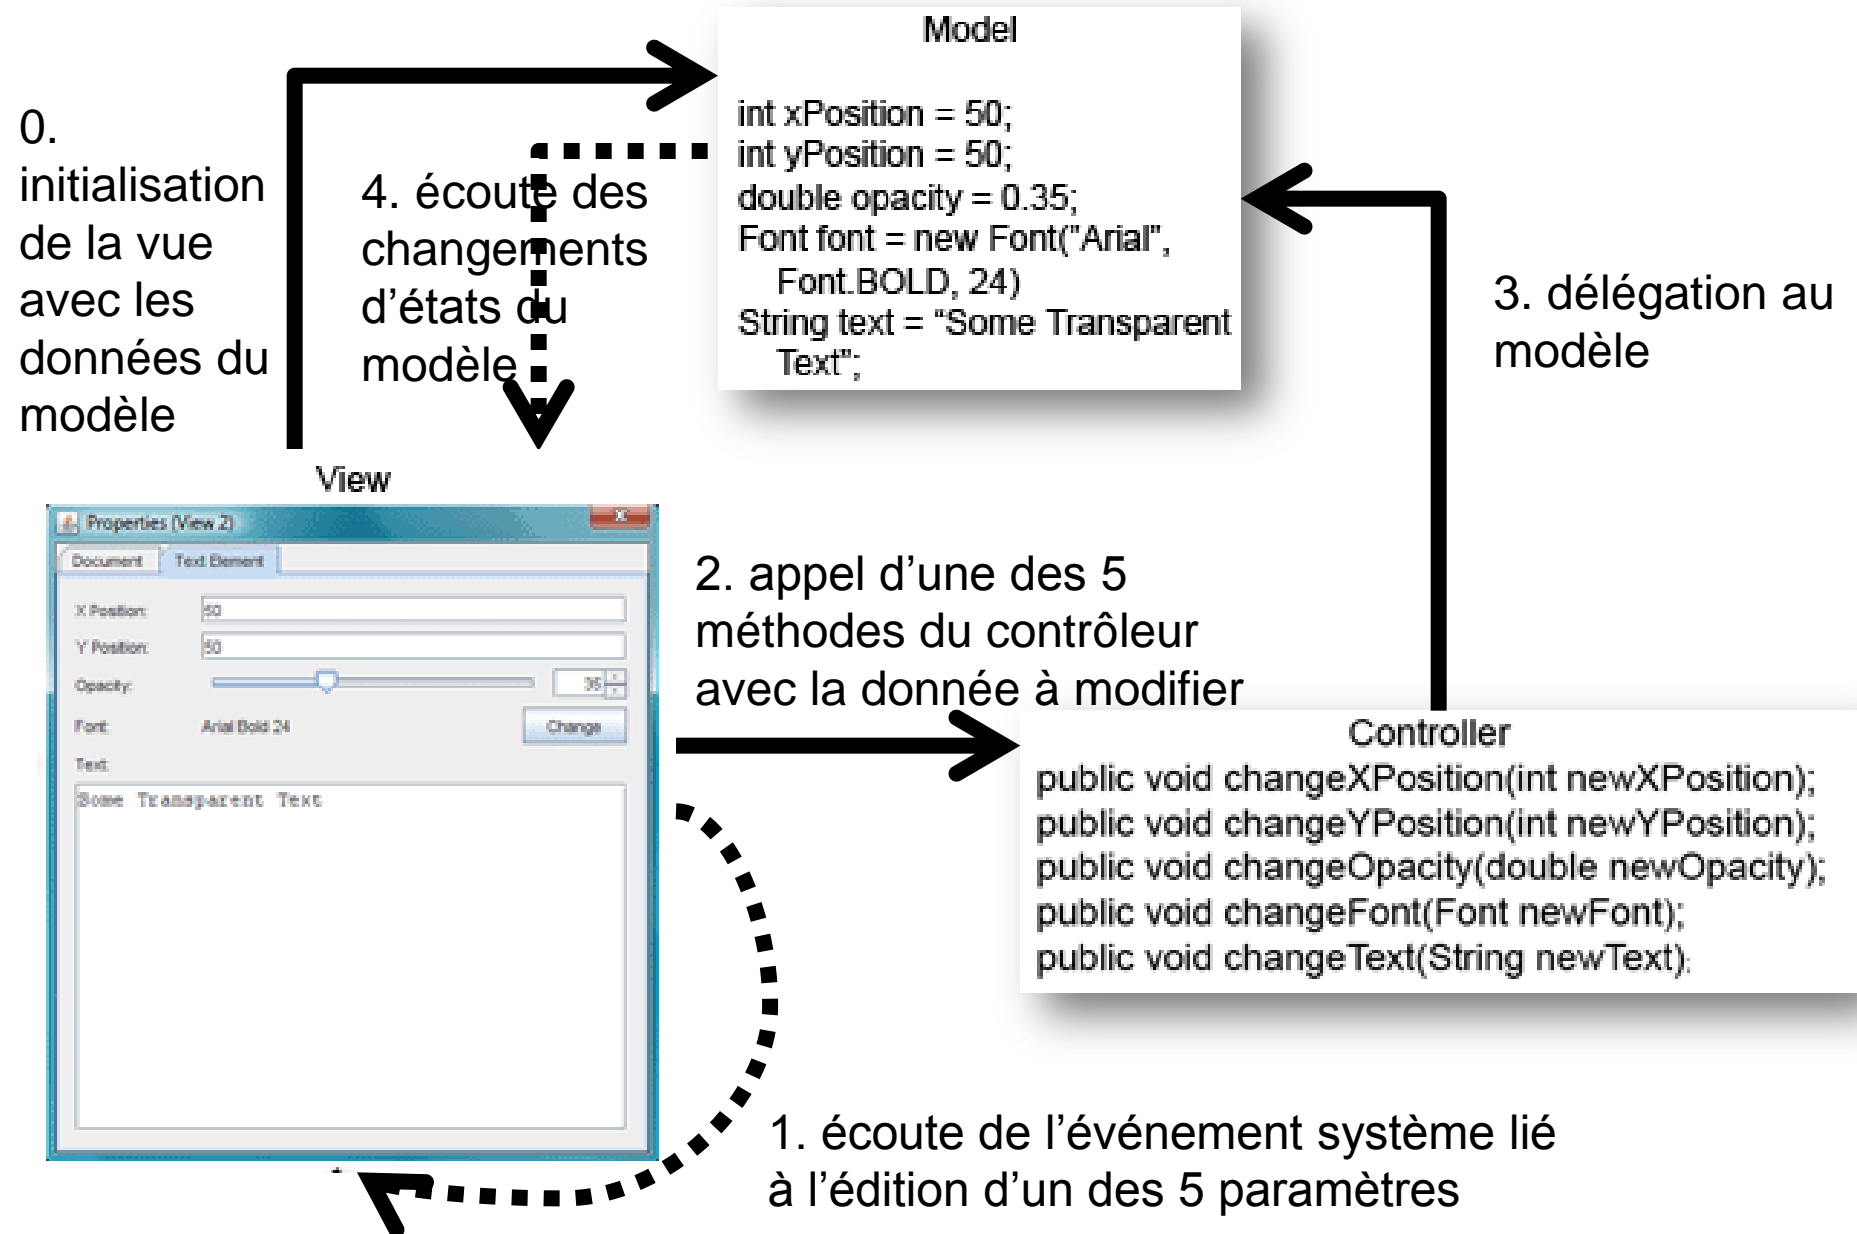 Model
int xPosition = 50;
int yPosition = 50;
double opacity = 0.35;
Font font = new Font("Arial",
Font.BOLD, 24)
String text = “Some Transparent
Text”;
0.
initialisation
de la vue
avec les
données du
modèle
4. écoute des
changements
d’états du
modèle
3. délégation au
modèle
View
Properties (View 2)
Document
Text Element
X Position:
50
Y Position:
50
Opacity:
35
Font:
Arial Bold 24
Change
Text:
Some Transparent Text
2. appel d’une des 5
méthodes du contrôleur
avec la donnée à modifier
Controller
public void changeXPosition(int newXPosition);
public void changeYPosition(int newYPosition);
public void changeOpacity(double newOpacity);
public void changeFont(Font newFont);
public void changeText(String newText);
1. écoute de l’événement système lié
à l’édition d’un des 5 paramètres